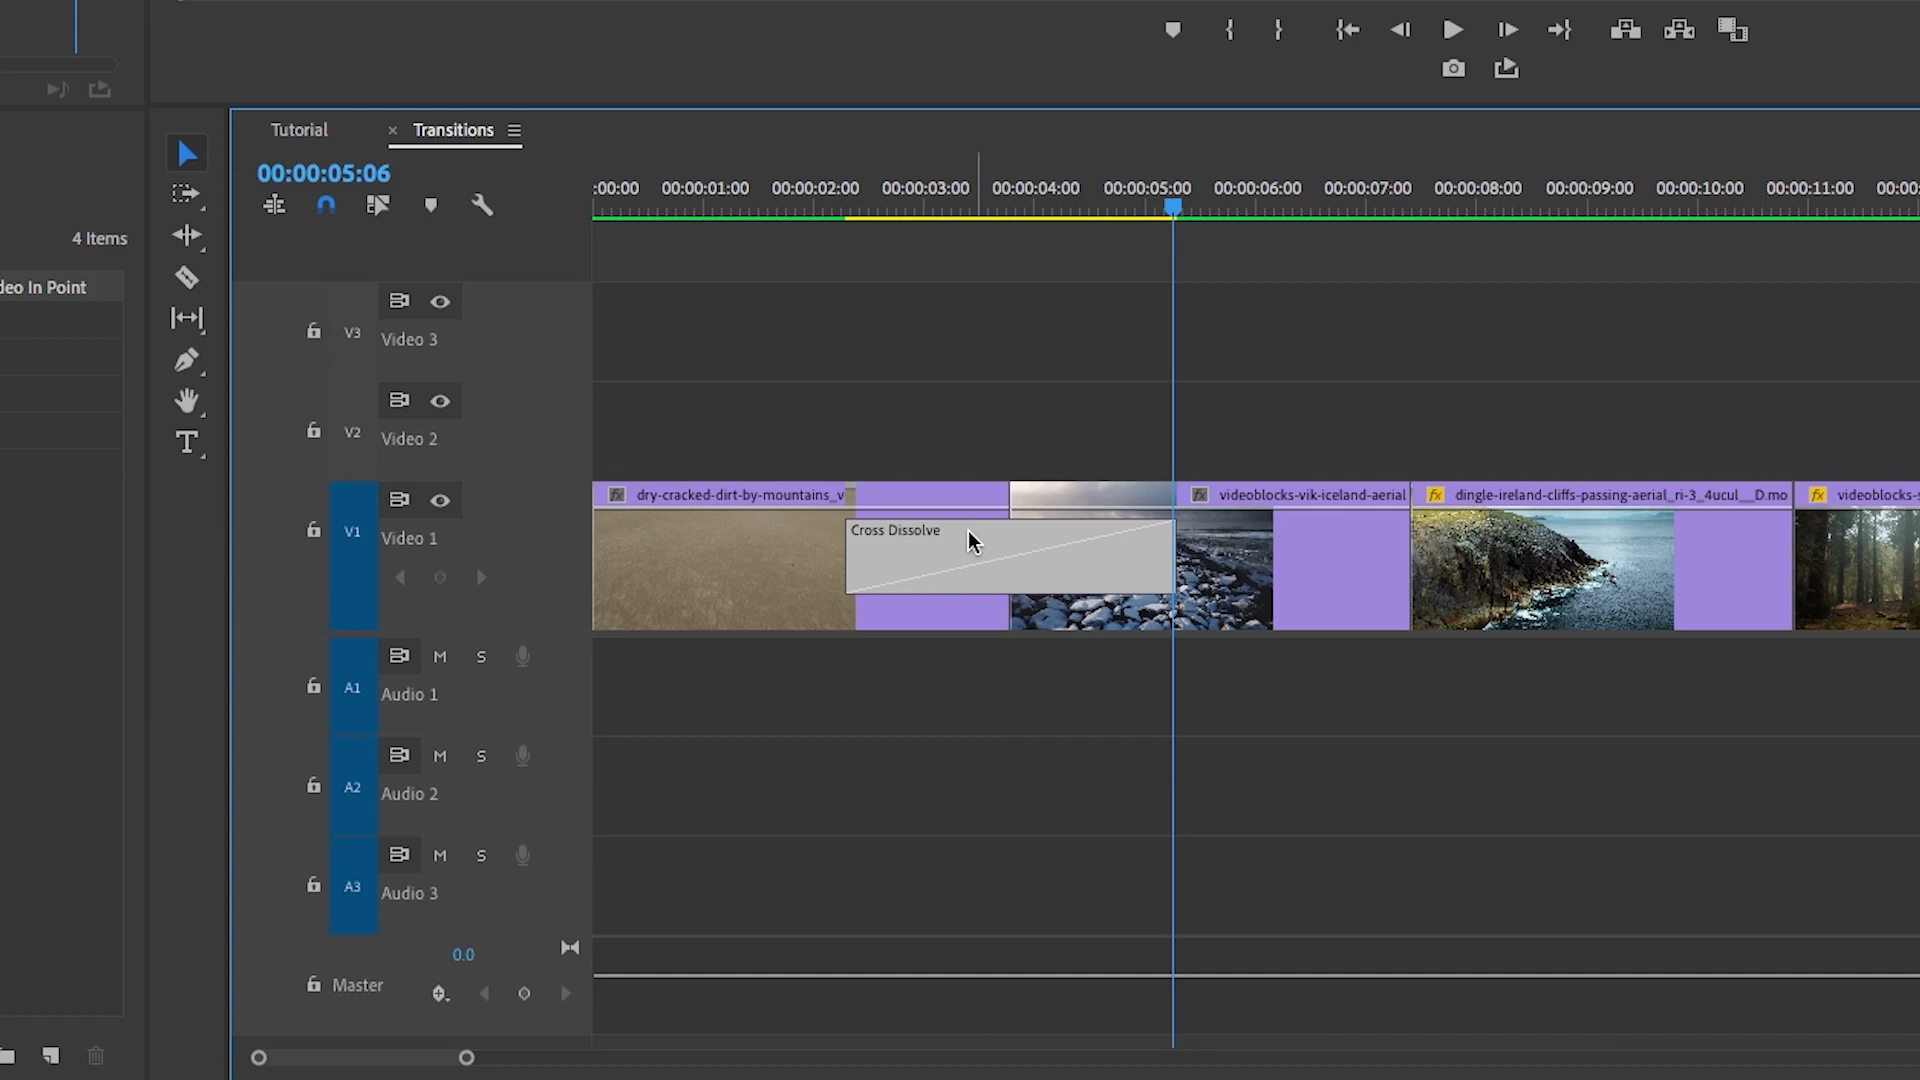 Tutorial
× Transitions
00:00:05:06
:00:00 00:00:01:00 00:00:02:00 00:00:03:00 00:00:04:00 00:00:05:00 00:00:06:00 00:00:07:00 00:00:08:00 00:00:09:00 00:00:10:00 00:00:11:00 00:00:
4 Items
deo In Point
V3 Video 3
V2 Video 2
fx dry-cracked-dirt-by-mountains_v
fx videoblocks-vik-iceland-aerial
fx dingle-ireland-cliffs-passing-aerial_ri-3_4ucul__D.mo
fx videoblocks-s
Cross Dissolve
V1 Video 1
M S
A1 Audio 1
M S
A2 Audio 2
M S
A3 Audio 3
0.0
Master
T